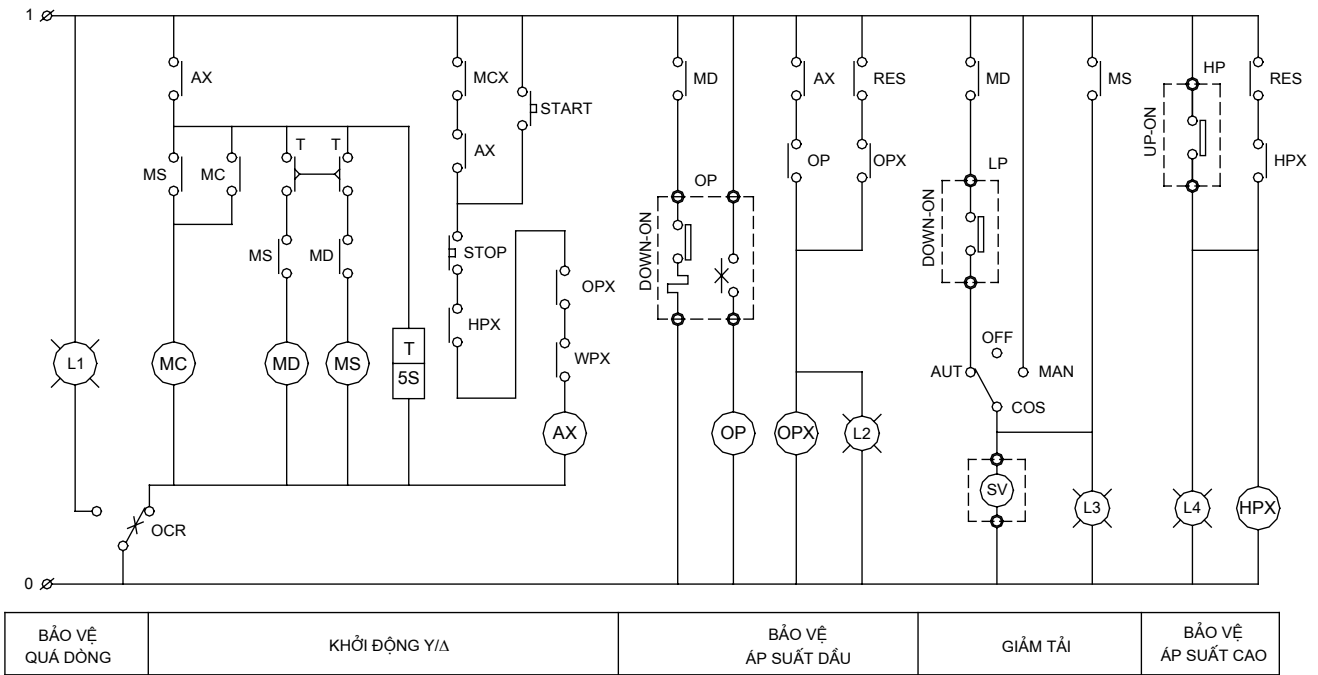 1
AX
MCX
START
MD
AX
RES
MD
MS
HP
RES
UP-ON
T
T
MS
MC
AX
OP
OPX
HPX
OP
LP
DOWN-ON
DOWN-ON
MS
MD
STOP
OPX
HPX
WPX
OFF
AUT
MAN
COS
L1
MC
MD
MS
T
5S
AX
OP
OPX
L2
SV
L3
L4
HPX
OCR
0
BẢO VỆ
QUÁ DÒNG
KHỞI ĐỘNG Y/Δ
BẢO VỆ
ÁP SUẤT DẦU
GIẢM TẢI
BẢO VỆ
ÁP SUẤT CAO